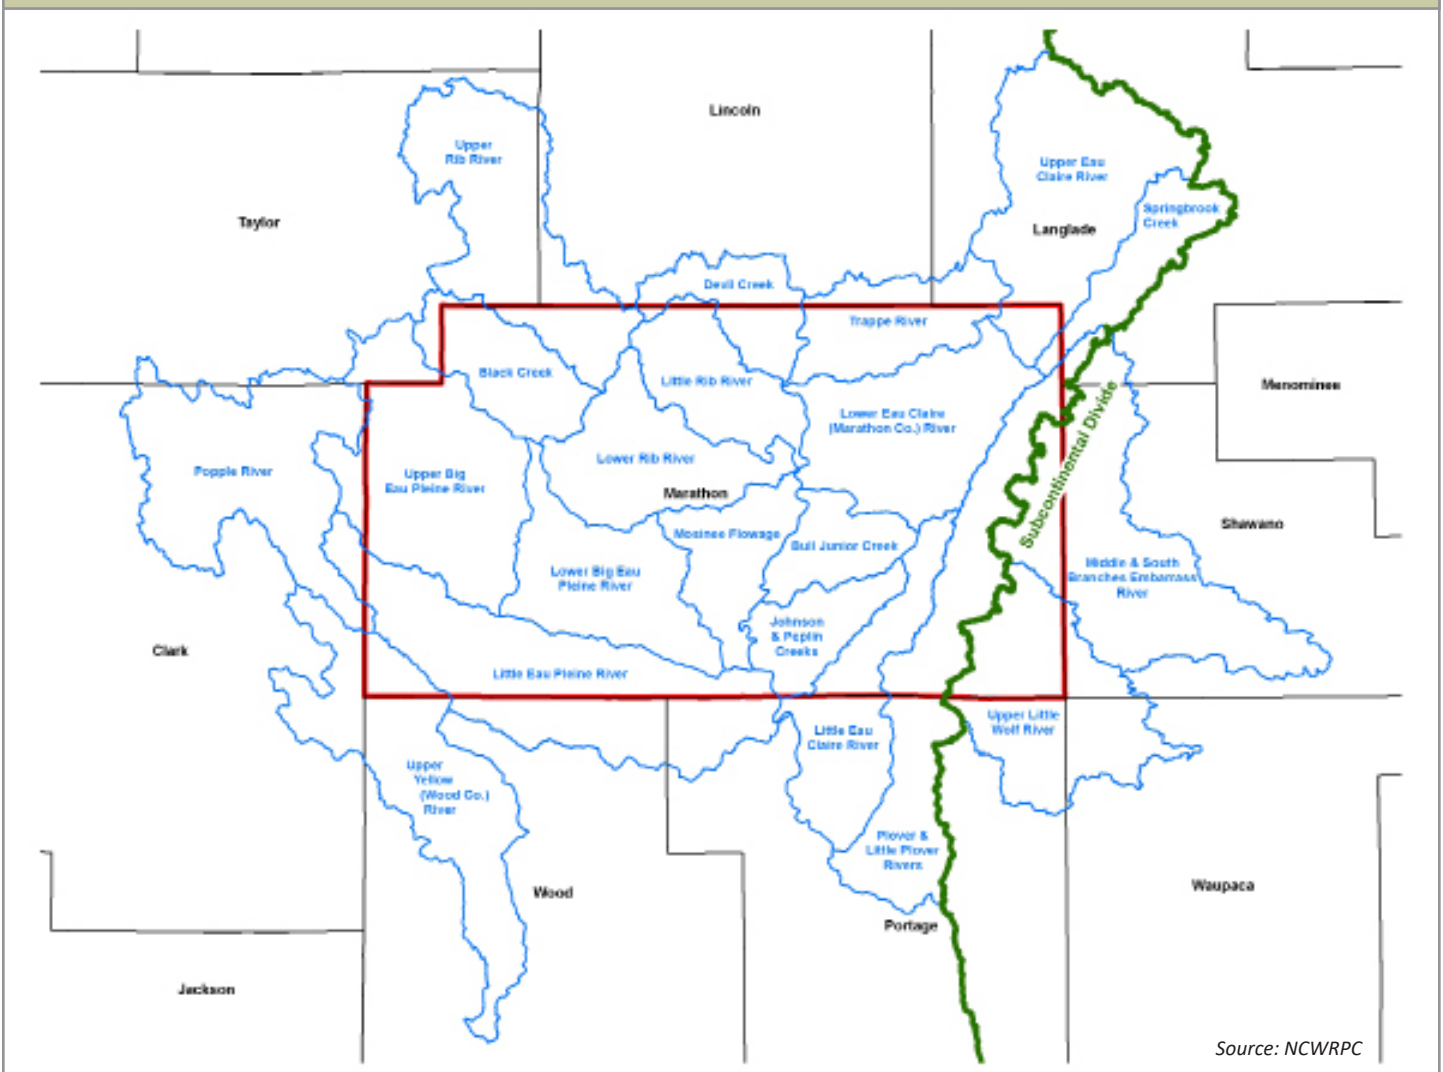 Lincoln
Upper
Rib River
Upper Eau
Claire River
Taylor
Springbrook
Creek
Langlade
Devil Creek
Trappe River
Black Creek
Little Rib River
Menominee
Lower Eau Claire
(Marathon Co.) River
Subcontinental Divide
Popple River
Upper Big
Eau Pleine River
Lower Rib River
Marathon
Shawano
Mosinee Flowage
Bull Junior Creek
Lower Big Eau
Pleine River
Middle & South
Branches Embarrass
River
Johnson
& Peplin
Creeks
Clark
Little Eau Pleine River
Upper Little
Wolf River
Little Eau
Claire River
Upper
Yellow
(Wood Co.)
River
Plover &
Little Plover
Rivers
Wood
Waupaca
Portage
Jackson
Source: NCWRPC